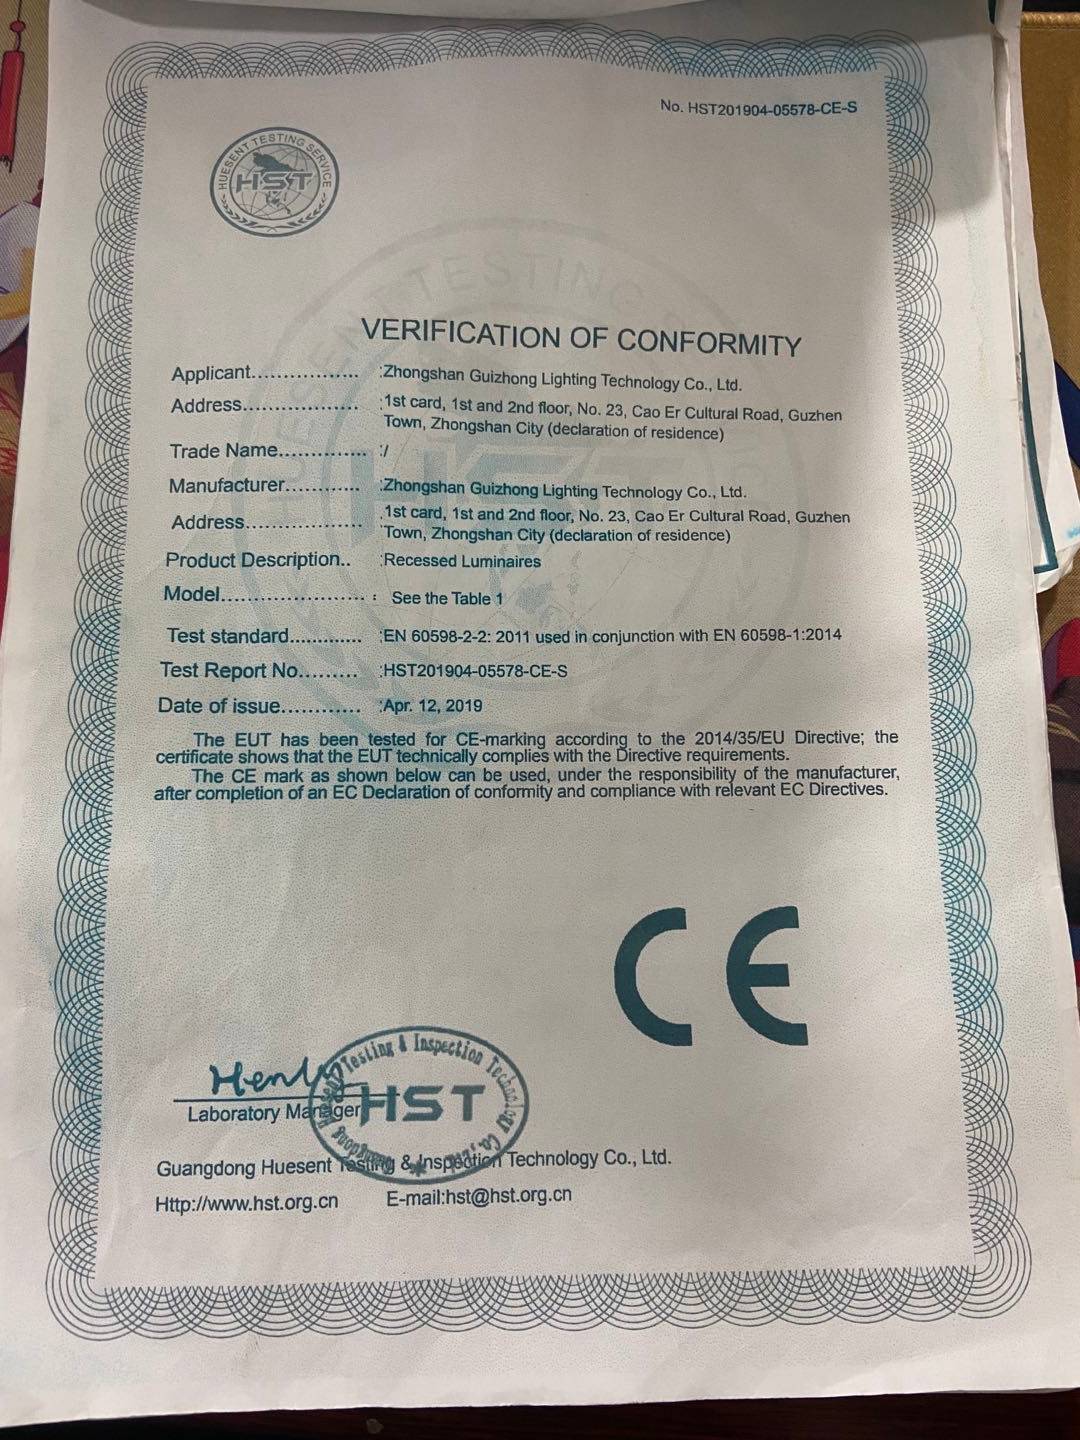 No. HST201904-05578-CE-S
HUESENT TESTING SERVICE
HST
VERIFICATION OF CONFORMITY
Applicant................ :Zhongshan Guizhong Lighting Technology Co., Ltd.
Address.................. :1st card, 1st and 2nd floor, No. 23, Cao Er Cultural Road, Guzhen
Town, Zhongshan City (declaration of residence)
Trade Name.............. :/
Manufacturer............ :Zhongshan Guizhong Lighting Technology Co., Ltd.
Address.................. :1st card, 1st and 2nd floor, No. 23, Cao Er Cultural Road, Guzhen
Town, Zhongshan City (declaration of residence)
Product Description.. :Recessed Luminaires
Model...................... : See the Table 1
Test standard............ :EN 60598-2-2: 2011 used in conjunction with EN 60598-1:2014
Test Report No......... :HST201904-05578-CE-S
Date of issue............ :Apr. 12, 2019
The EUT has been tested for CE-marking according to the 2014/35/EU Directive; the
certificate shows that the EUT technically complies with the Directive requirements.
The CE mark as shown below can be used, under the responsibility of the manufacturer,
after completion of an EC Declaration of conformity and compliance with relevant EC Directives.
CE
Laboratory Manager
HST
Guangdong Huesent Testing & Inspection Technology Co., Ltd.
Guangdong Huesent Testing & Inspection Technology Co., Ltd.
Http://www.hst.org.cn E-mail:hst@hst.org.cn